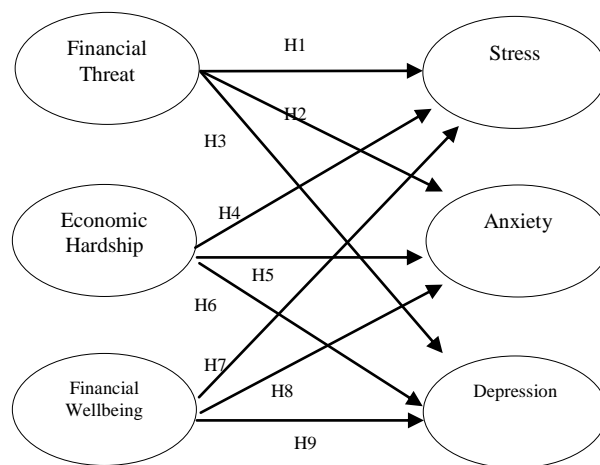 Financial
Threat
H1
Stress
H2
H3
Economic
Hardship
H4
Anxiety
H5
H6
Financial
Wellbeing
H7
H8
Depression
H9